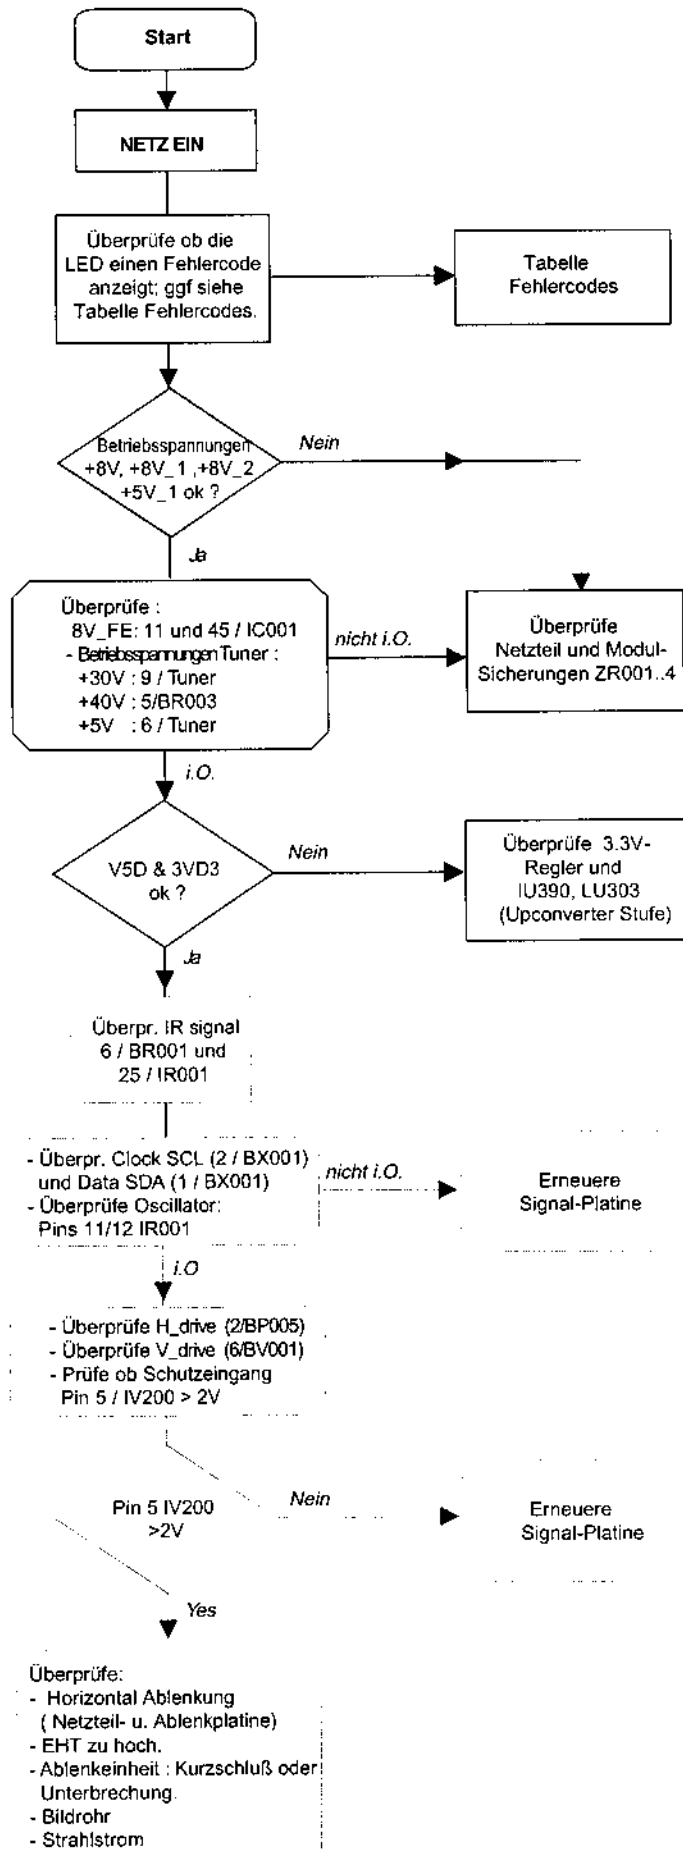 Start
NETZ EIN
Überprüfe ob die
LED einen Fehlercode
anzeigt; ggf siehe
Tabelle Fehlercodes.
Tabelle
Fehlercodes
Betriebsspannungen
+8V, +8V_1 ,+8V_2
+5V_1 ok ?
Nein
Ja
Überprüfe :
8V_FE: 11 und 45 / IC001
- Betriebsspannungen Tuner :
+30V : 9 / Tuner
+40V : 5/BR003
+5V : 6 / Tuner
nicht i.O.
Überprüfe
Netzteil und Modul-
Sicherungen ZR001..4
i.O.
V5D & 3VD3
ok ?
Nein
Überprüfe 3.3V-
Regler und
IU390, LU303
(Upconverter Stufe)
Ja
Überpr. IR signal
6 / BR001 und
25 / IR001
- Überpr. Clock SCL (2 / BX001)
und Data SDA (1 / BX001)
- Überprüfe Oscillator:
Pins 11/12 IR001
nicht i.O.
Erneuere
Signal-Platine
i.O
- Überprüfe H_drive (2/BP005)
- Überprüfe V_drive (6/BV001)
- Prüfe ob Schutzeingang
Pin 5 / IV200 > 2V
Pin 5 IV200
>2V
Nein
Erneuere
Signal-Platine
Yes
Überprüfe:
- Horizontal Ablenkung
( Netzteil- u. Ablenkplatine)
- EHT zu hoch.
- Ablenkeinheit : Kurzschluß oder
Unterbrechung.
- Bildrohr
- Strahlstrom